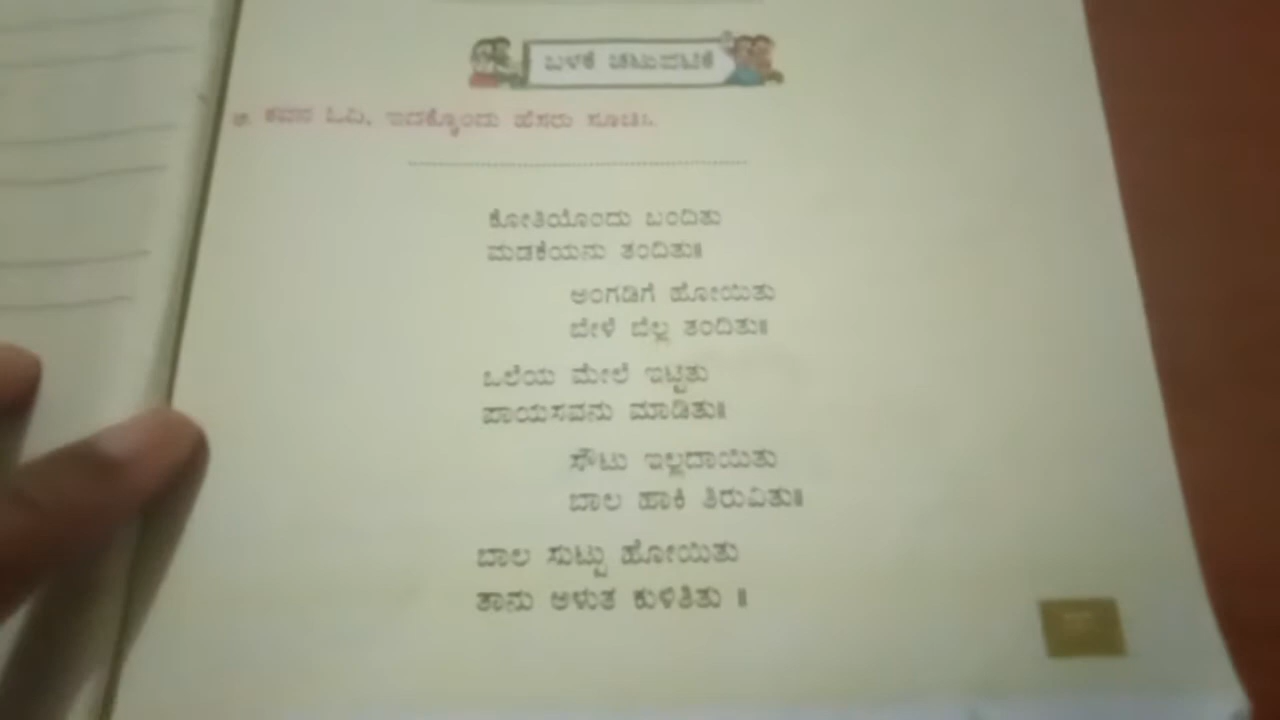 ಬಳಕೆ ಚಟುವಟಿಕೆ
ಅ. ಕವನ ಓದಿ, ಇದಕ್ಕೊಂದು ಹೆಸರು ಸೂಚಿಸಿ.
ಕೋತಿಯೊಂದು ಬಂದಿತು
ಮಡಕೆಯನು ತಂದಿತು॥
ಅಂಗಡಿಗೆ ಹೋಯಿತು
ಬೇಳೆ ಬೆಲ್ಲ ತಂದಿತು॥
ಒಲೆಯ ಮೇಲೆ ಇಟ್ಟಿತು
ಪಾಯಸವನು ಮಾಡಿತು॥
ಸೌಟು ಇಲ್ಲದಾಯಿತು
ಬಾಲ ಹಾಕಿ ತಿರುವಿತು॥
ಬಾಲ ಸುಟ್ಟು ಹೋಯಿತು
ತಾನು ಅಳುತ ಕುಳಿತಿತು ॥